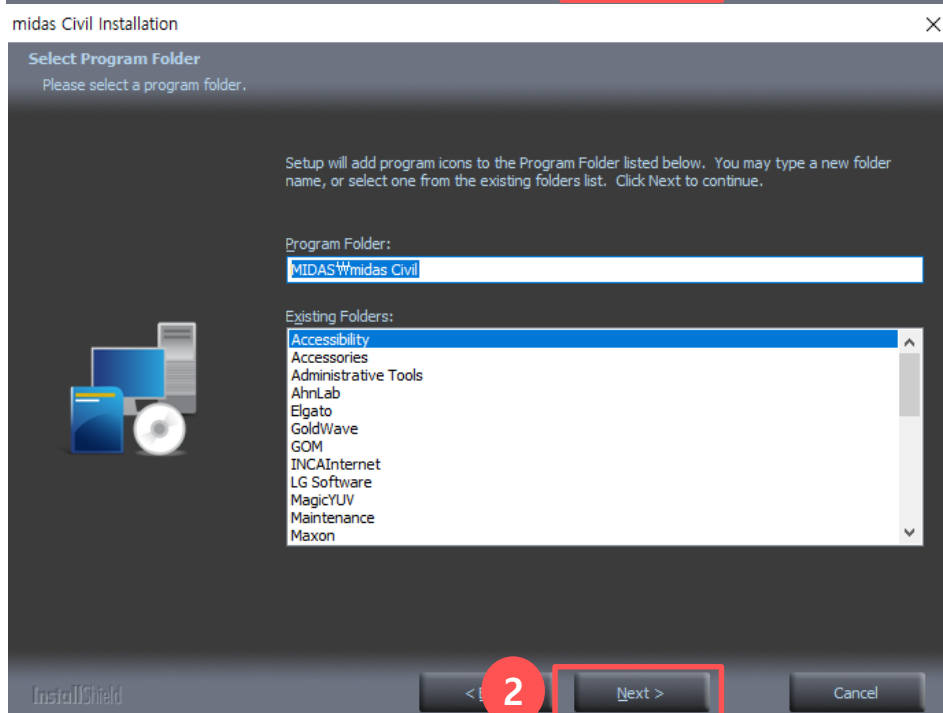 midas Civil Installation
Select Program Folder
Please select a program folder.
Setup will add program icons to the Program Folder listed below. You may type a new folder
name, or select one from the existing folders list. Click Next to continue.
Program Folder:
MIDAS₩midas Civil
Existing Folders:
Accessibility
Accessories
Administrative Tools
AhnLab
Elgato
GoldWave
GOM
INCAInternet
LG Software
MagicYUV
Maintenance
Maxon
InstallShield
<
2
Next >
Cancel